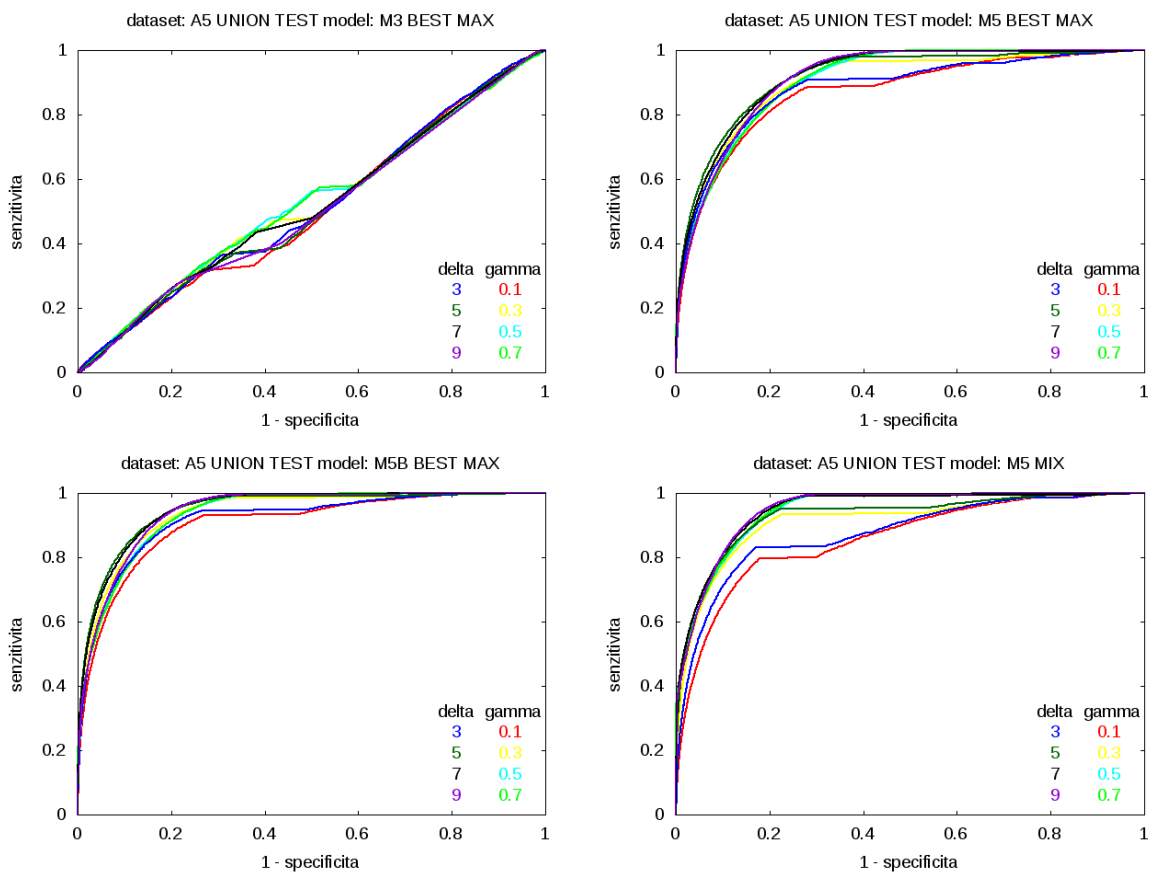 dataset: A5 UNION TEST model: M3 BEST MAX
1
0.8
0.6
0.4
0.2
0
senzitivita
delta gamma
3 0.1
5 0.3
7 0.5
9 0.7
0 0.2 0.4 0.6 0.8 1
1 - specificita
dataset: A5 UNION TEST model: M5 BEST MAX
1
0.8
0.6
0.4
0.2
0
senzitivita
delta gamma
3 0.1
5 0.3
7 0.5
9 0.7
0 0.2 0.4 0.6 0.8 1
1 - specificita
dataset: A5 UNION TEST model: M5B BEST MAX
1
0.8
0.6
0.4
0.2
0
senzitivita
delta gamma
3 0.1
5 0.3
7 0.5
9 0.7
0 0.2 0.4 0.6 0.8 1
1 - specificita
dataset: A5 UNION TEST model: M5 MIX
1
0.8
0.6
0.4
0.2
0
senzitivita
delta gamma
3 0.1
5 0.3
7 0.5
9 0.7
0 0.2 0.4 0.6 0.8 1
1 - specificita